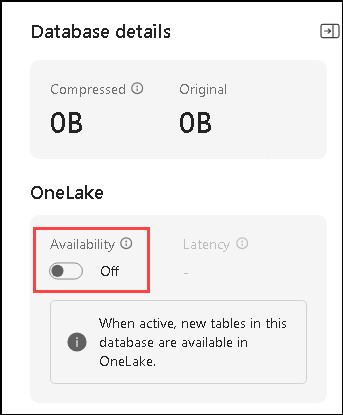 Database details
Compressed Original
0B 0B
OneLake
Availability Latency
Off -
When active, new tables in this
database are available in
OneLake.